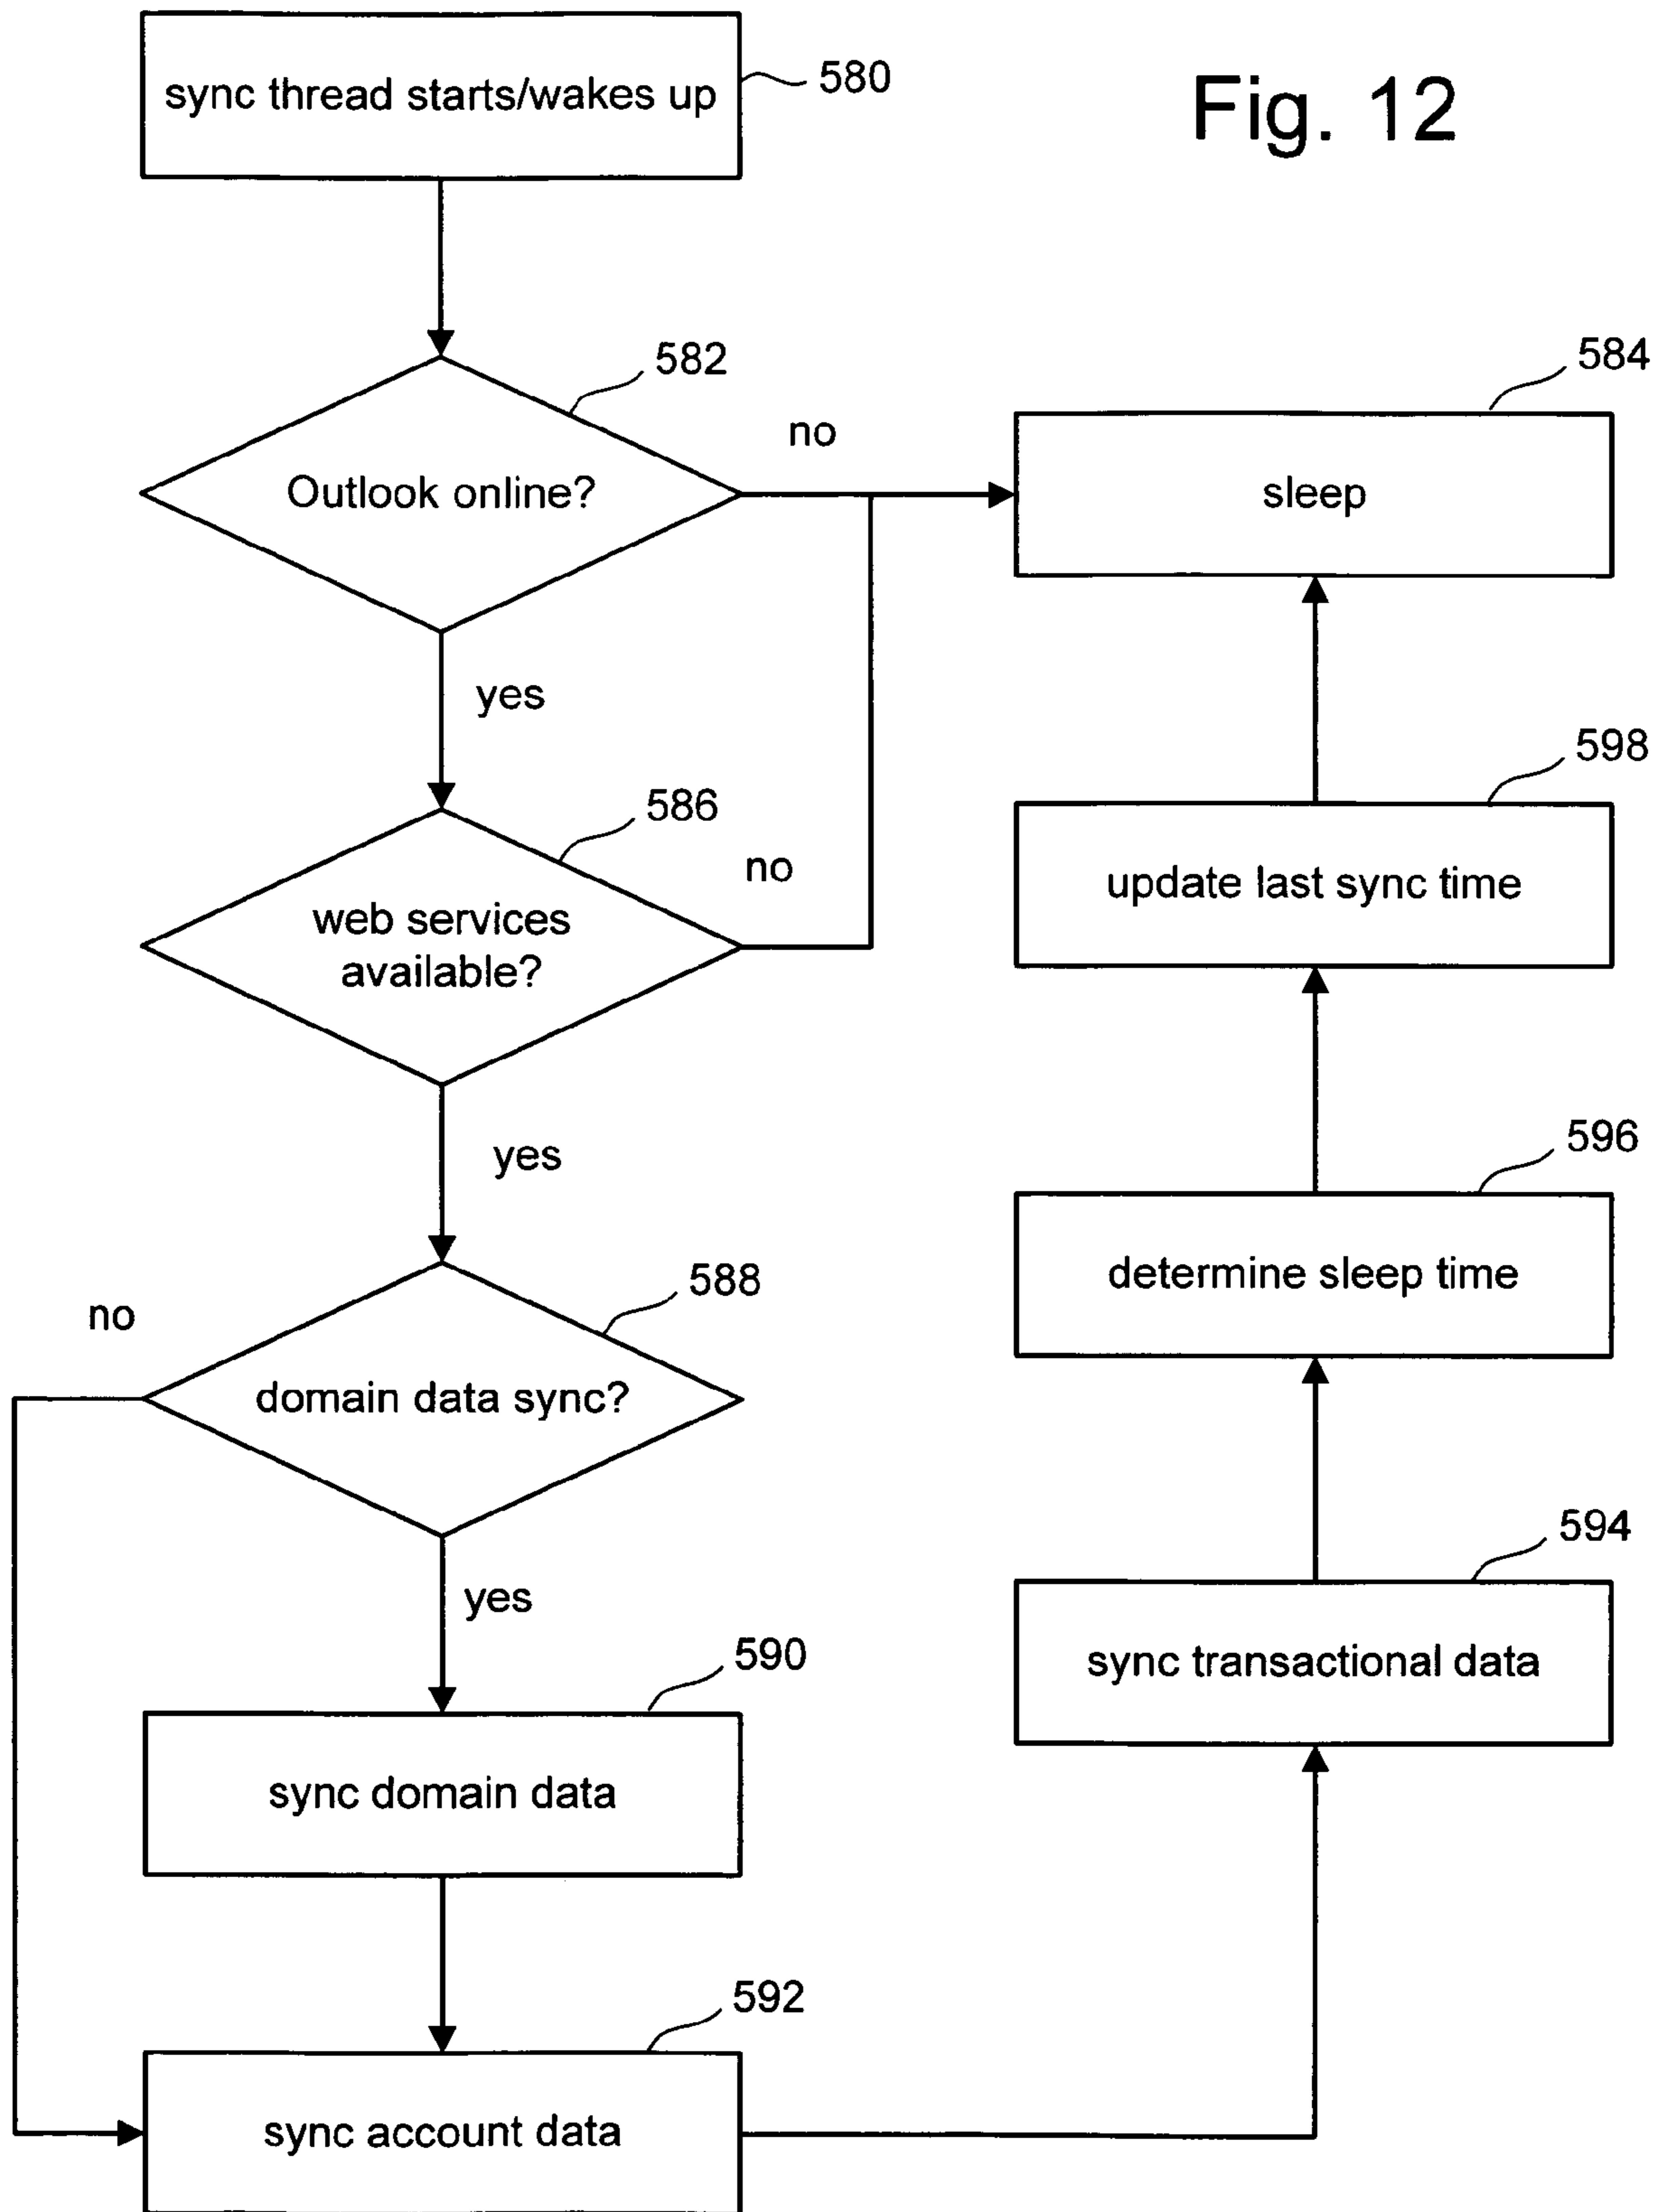 sync thread starts/wakes up
580
Fig. 12
582
Outlook online?
no
584
sleep
yes
586
web services
available?
no
598
update last sync time
yes
588
no
domain data sync?
596
determine sleep time
yes
590
sync domain data
594
sync transactional data
592
sync account data